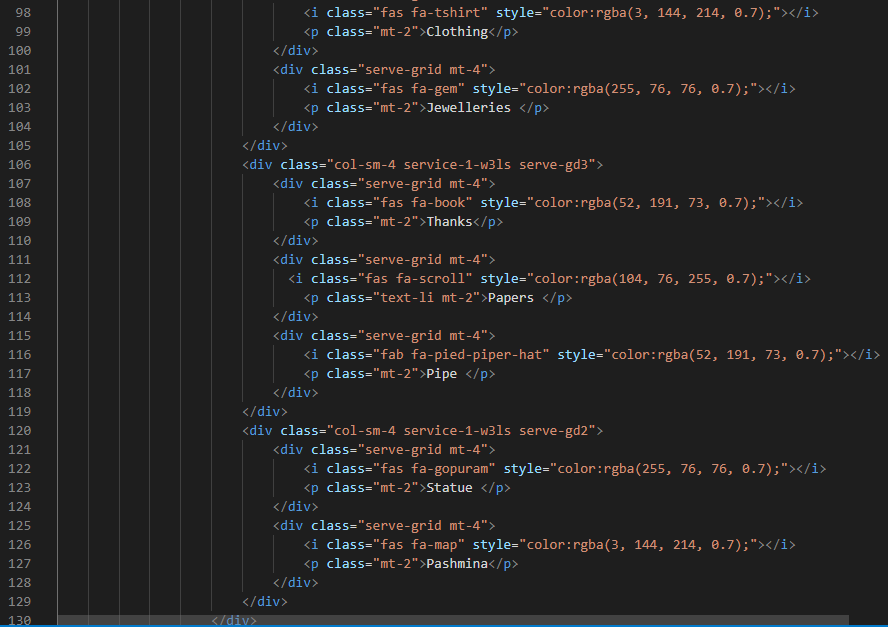 98 <i class="fas fa-tshirt" style="color:rgba(3, 144, 214, 0.7);"></i>
99 <p class="mt-2">Clothing</p>
100 </div>
101 <div class="serve-grid mt-4">
102 <i class="fas fa-gem" style="color:rgba(255, 76, 76, 0.7);"></i>
103 <p class="mt-2">Jewelleries </p>
104 </div>
105 </div>
106 <div class="col-sm-4 service-1-w3ls serve-gd3">
107 <div class="serve-grid mt-4">
108 <i class="fas fa-book" style="color:rgba(52, 191, 73, 0.7);"></i>
109 <p class="mt-2">Thanks</p>
110 </div>
111 <div class="serve-grid mt-4">
112 <i class="fas fa-scroll" style="color:rgba(104, 76, 255, 0.7);"></i>
113 <p class="text-li mt-2">Papers </p>
114 </div>
115 <div class="serve-grid mt-4">
116 <i class="fab fa-pied-piper-hat" style="color:rgba(52, 191, 73, 0.7);"></i>
117 <p class="mt-2">Pipe </p>
118 </div>
119 </div>
120 <div class="col-sm-4 service-1-w3ls serve-gd2">
121 <div class="serve-grid mt-4">
122 <i class="fas fa-gopuram" style="color:rgba(255, 76, 76, 0.7);"></i>
123 <p class="mt-2">Statue </p>
124 </div>
125 <div class="serve-grid mt-4">
126 <i class="fas fa-map" style="color:rgba(3, 144, 214, 0.7);"></i>
127 <p class="mt-2">Pashmina</p>
128 </div>
129 </div>
130 </div>